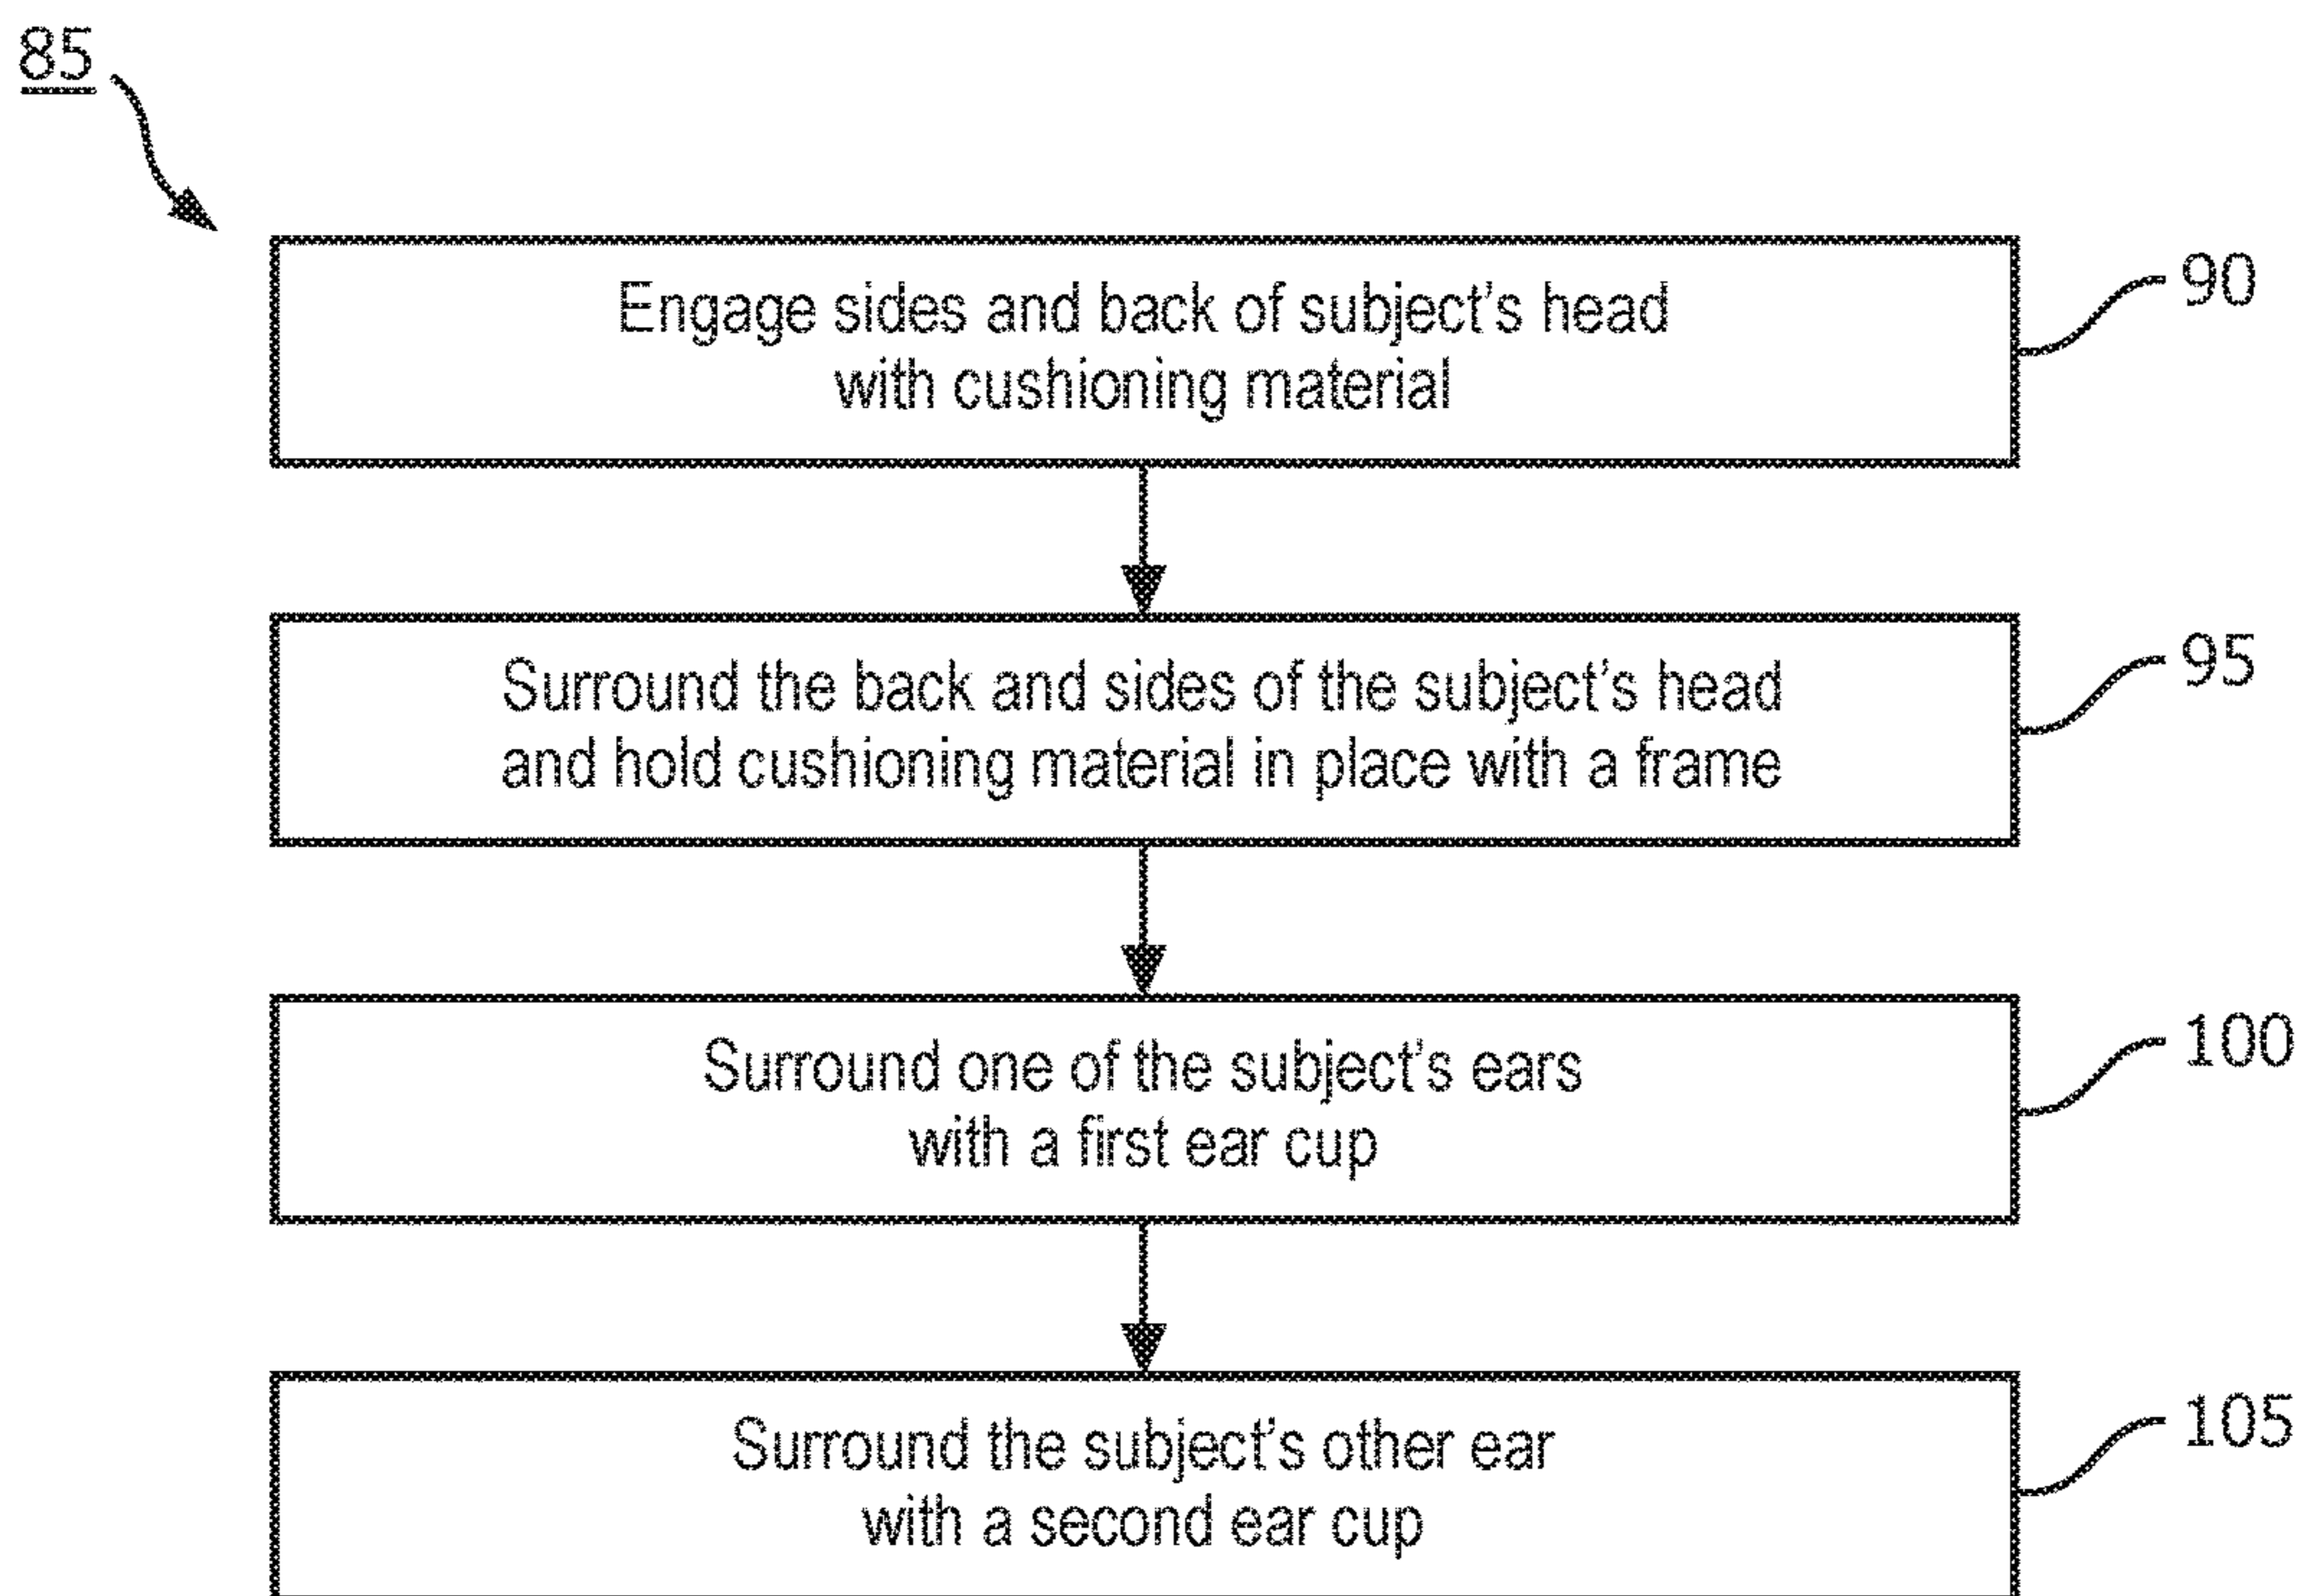 85
Engage sides and back of subject's head
with cushioning material
90
Surround the back and sides of the subject's head
and hold cushioning material in place with a frame
95
Surround one of the subject's ears
with a first ear cup
100
Surround the subject's other ear
with a second ear cup
105